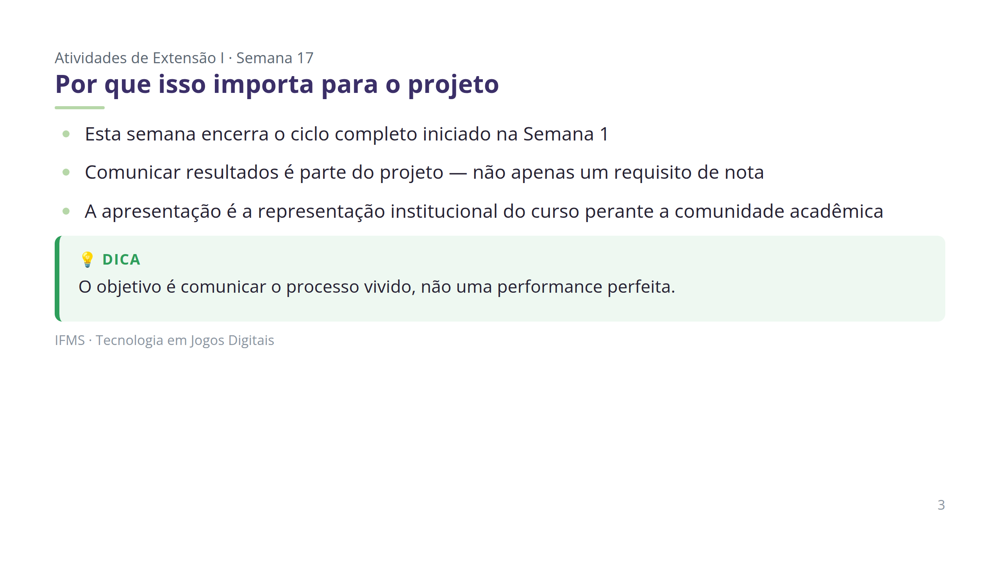 Atividades de Extensão I · Semana 17
Por que isso importa para o projeto
• Esta semana encerra o ciclo completo iniciado na Semana 1
• Comunicar resultados é parte do projeto — não apenas um requisito de nota
• A apresentação é a representação institucional do curso perante a comunidade acadêmica
💡 DICA
O objetivo é comunicar o processo vivido, não uma performance perfeita.
IFMS · Tecnologia em Jogos Digitais
3